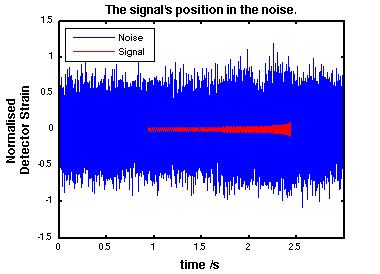 The signal's position in the noise.
1.5
1
0.5
0
-0.5
-1
-1.5
Normalised
Detector Strain
Noise
Signal
0 0.5 1 1.5 2 2.5
time /s